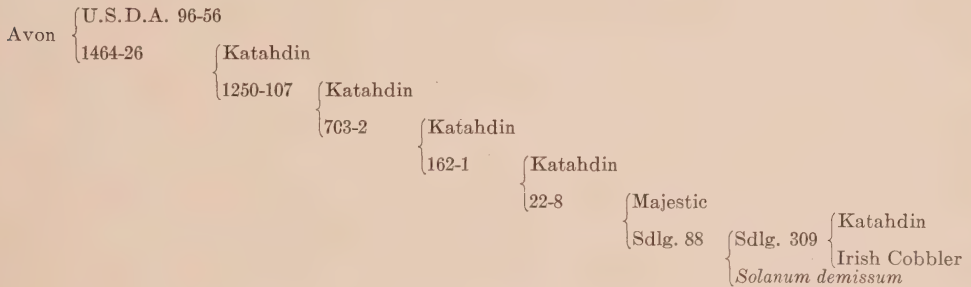 U.S.D.A. 96-56
Avon
1464-26 Katahdin
1250-107 Katahdin
703-2 Katahdin
162-1 Katahdin
22-8 Majestic
Sdlg. 88 Sdlg. 309 Katahdin
Irish Cobbler
Solanum demissum